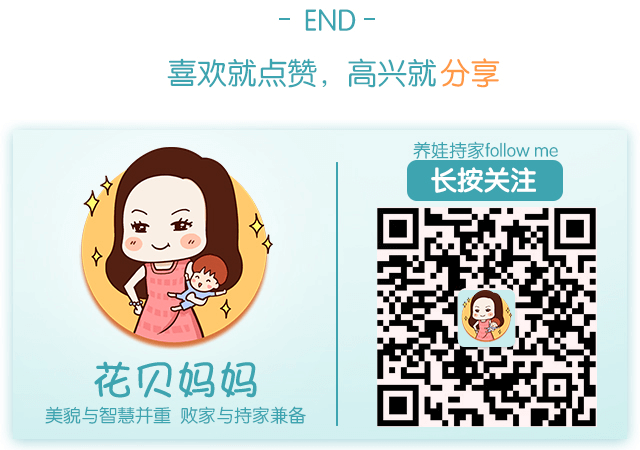 - END -
喜欢就点赞，高兴就分享
养娃持家follow me
长按关注
花贝妈妈
美貌与智慧并重 败家与持家兼备